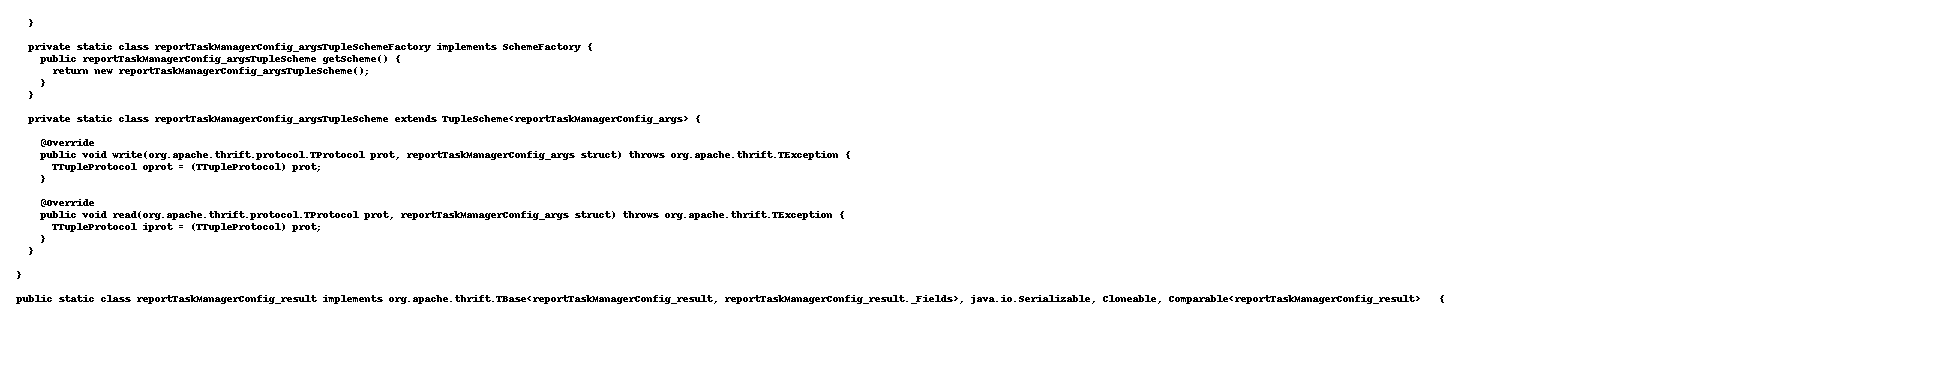 }

    private static class reportTaskManagerConfig_argsTupleSchemeFactory implements SchemeFactory {
      public reportTaskManagerConfig_argsTupleScheme getScheme() {
        return new reportTaskManagerConfig_argsTupleScheme();
      }
    }

    private static class reportTaskManagerConfig_argsTupleScheme extends TupleScheme<reportTaskManagerConfig_args> {

      @Override
      public void write(org.apache.thrift.protocol.TProtocol prot, reportTaskManagerConfig_args struct) throws org.apache.thrift.TException {
        TTupleProtocol oprot = (TTupleProtocol) prot;
      }

      @Override
      public void read(org.apache.thrift.protocol.TProtocol prot, reportTaskManagerConfig_args struct) throws org.apache.thrift.TException {
        TTupleProtocol iprot = (TTupleProtocol) prot;
      }
    }

  }

  public static class reportTaskManagerConfig_result implements org.apache.thrift.TBase<reportTaskManagerConfig_result, reportTaskManagerConfig_result._Fields>, java.io.Serializable, Cloneable, Comparable<reportTaskManagerConfig_result>   {